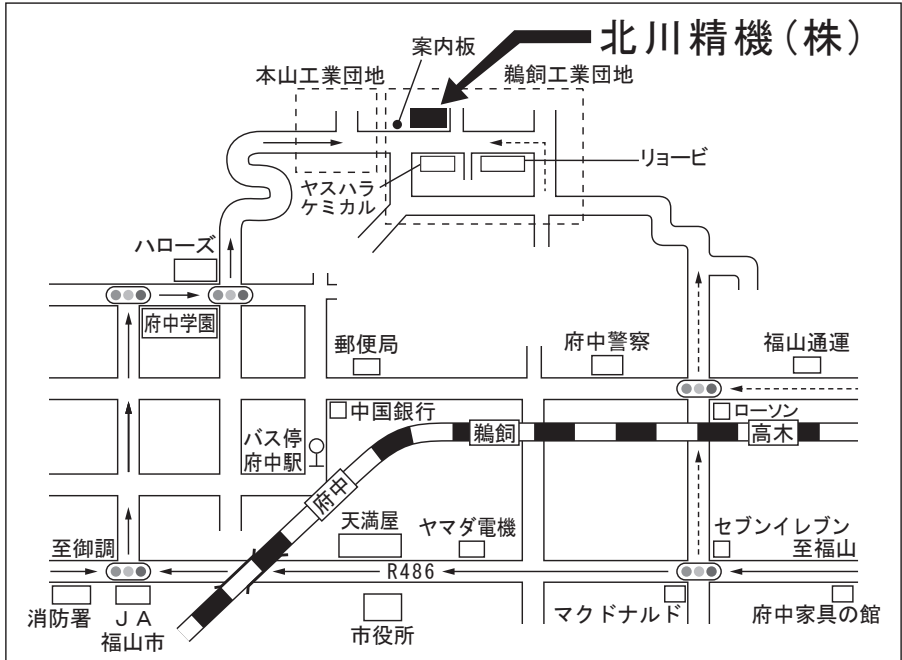 北川精機(株)
案内板
本山工業団地
鵜飼工業団地
リョービ
ヤスハラ
ケミカル
ハローズ
府中学園
郵便局
府中警察
福山通運
中国銀行
ローソン
バス停
府中駅
鵜飼
高木
府中
天満屋
ヤマダ電機
セブンイレブン
至御調
至福山
R486
消防署
JA
福山市
市役所
マクドナルド
府中家具の館